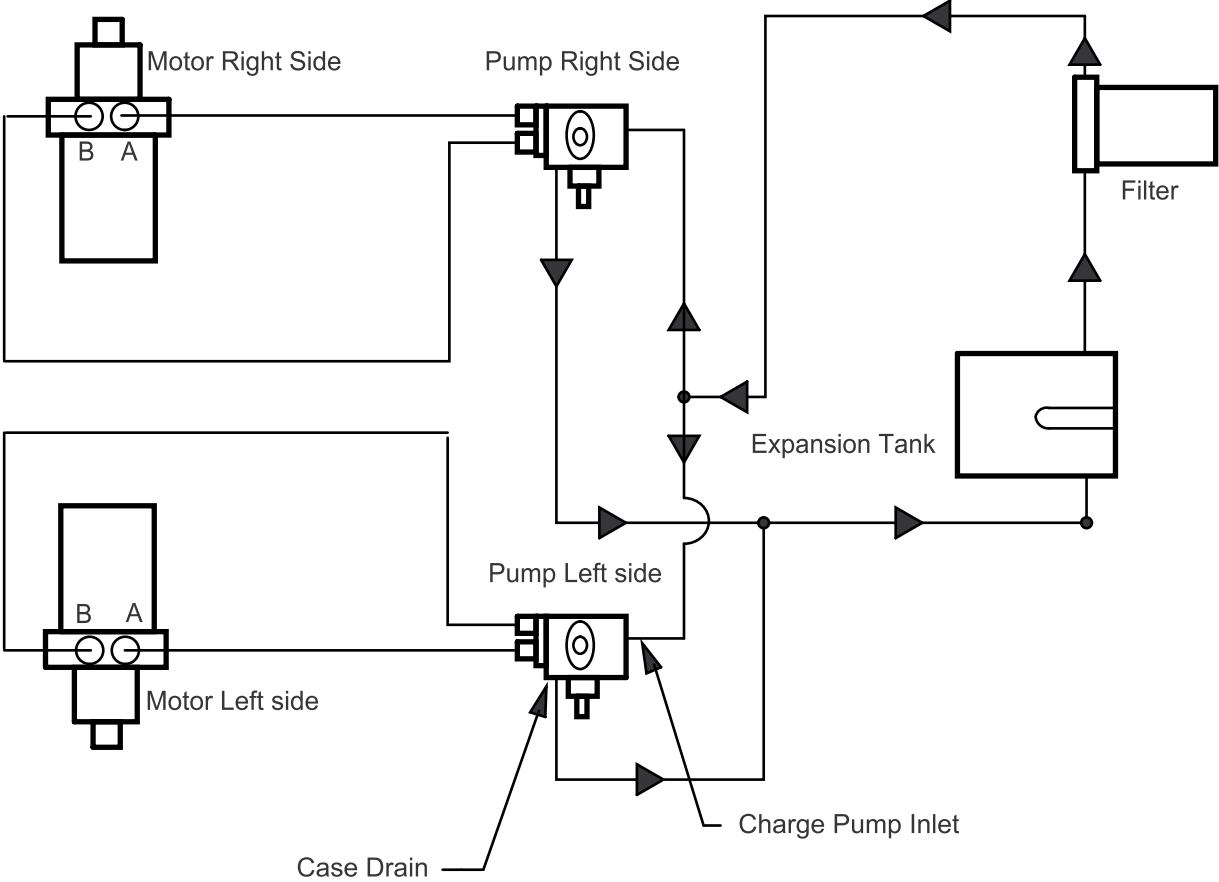 Motor Right Side
Pump Right Side
B A
Filter
Expansion Tank
Pump Left side
B A
Motor Left side
Charge Pump Inlet
Case Drain